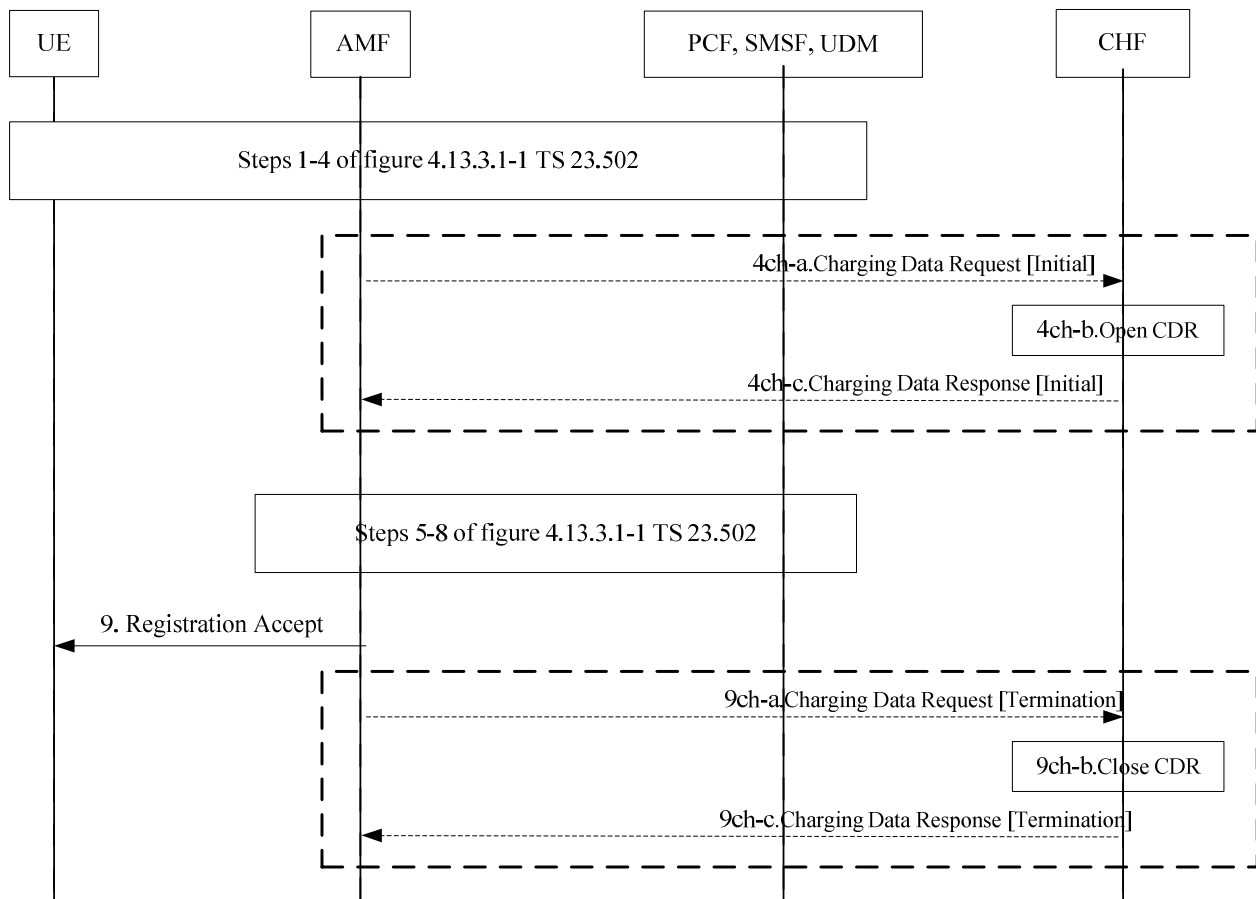 UE
AMF
PCF, SMSF, UDM
CHF
Steps 1-4 of figure 4.13.3.1-1 TS 23.502
4ch-a.Charging Data Request [Initial]
4ch-b.Open CDR
4ch-c.Charging Data Response [Initial]
Steps 5-8 of figure 4.13.3.1-1 TS 23.502
9. Registration Accept
9ch-a.Charging Data Request [Termination]
9ch-b.Close CDR
9ch-c.Charging Data Response [Termination]